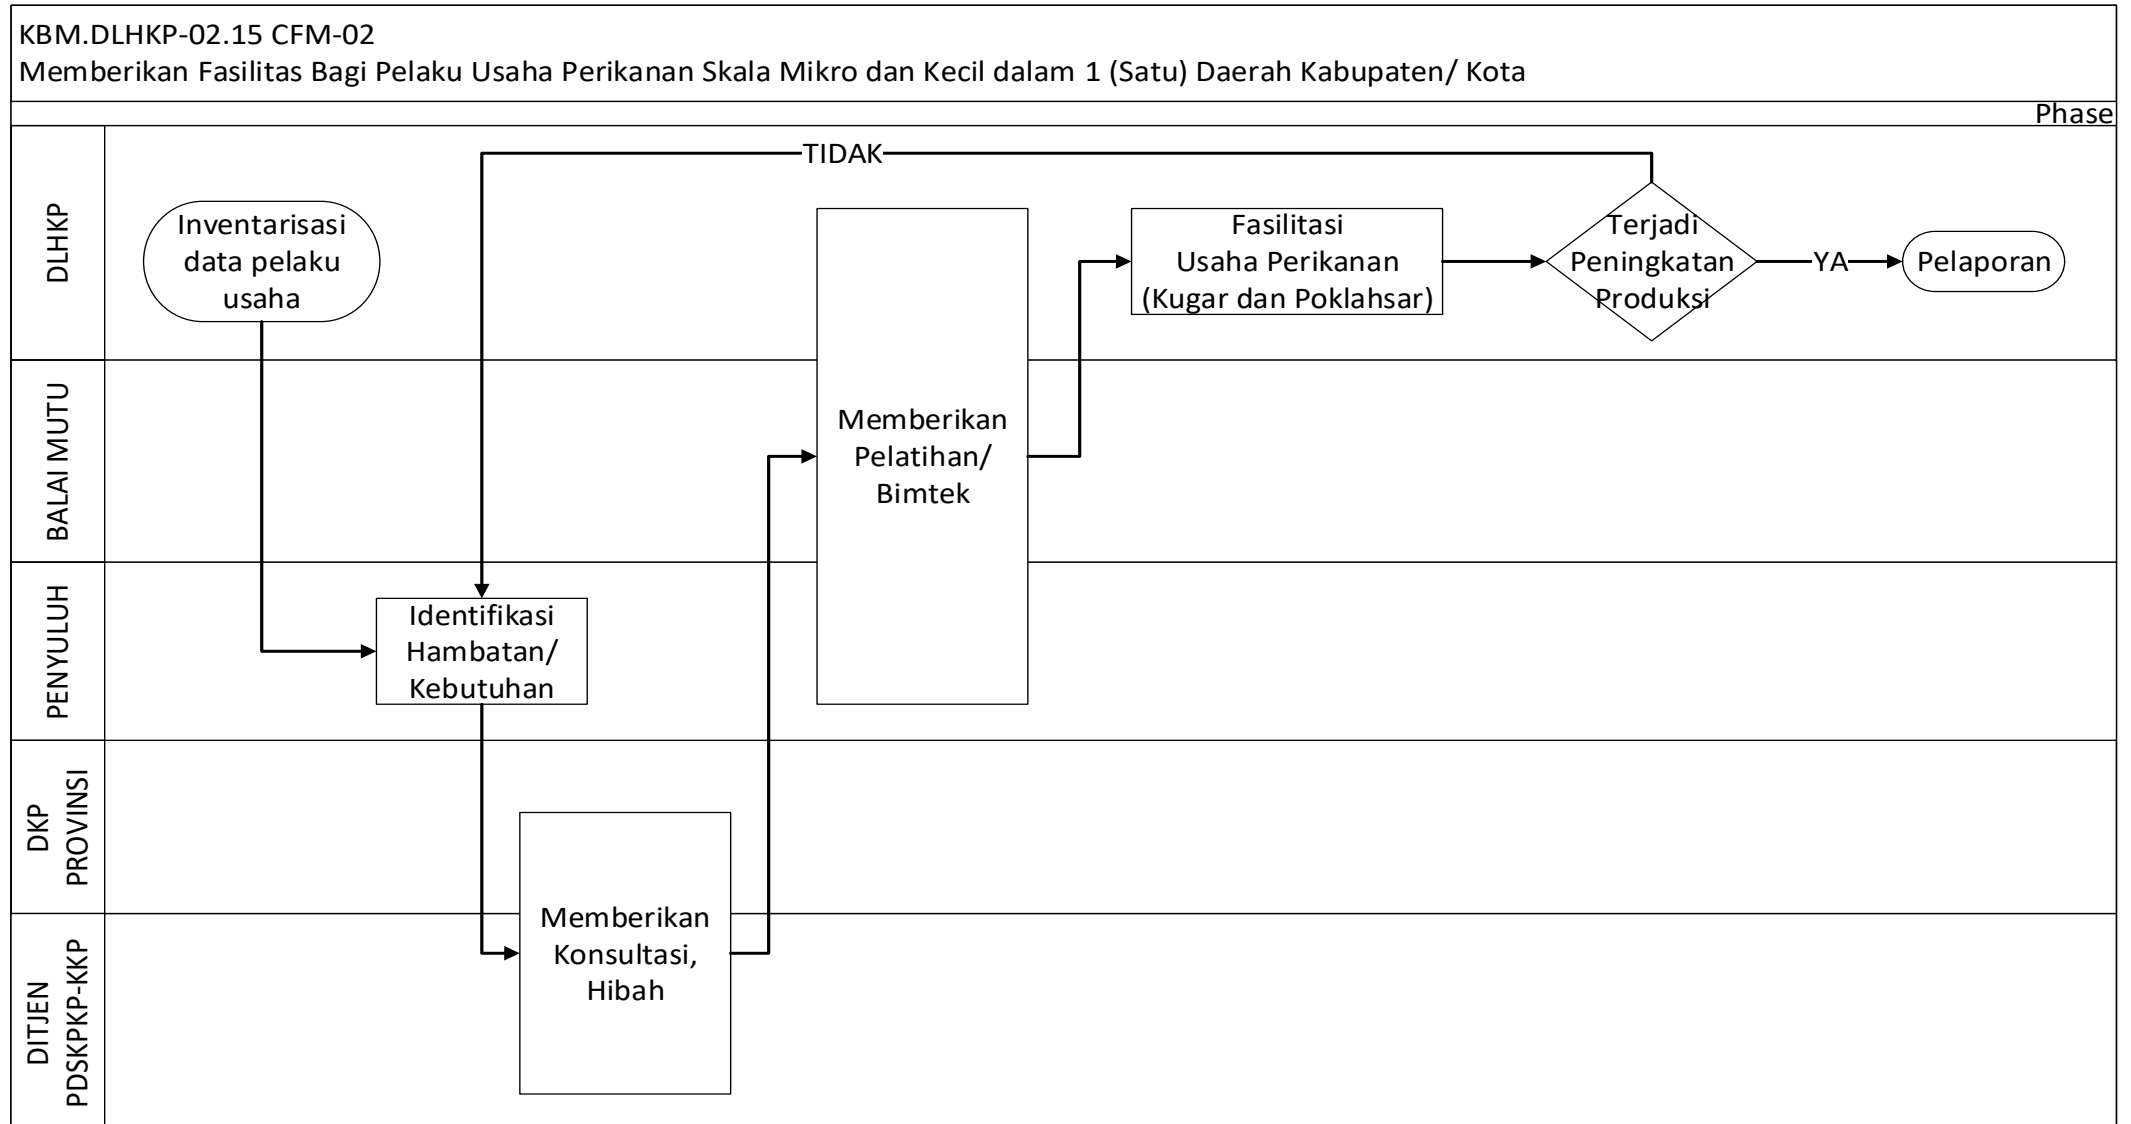 KBM.DLHKP-02.15 CFM-02
Memberikan Fasilitas Bagi Pelaku Usaha Perikanan Skala Mikro dan Kecil dalam 1 (Satu) Daerah Kabupaten/ Kota
Phase
DLHKP
TIDAK
Inventarisasi
data pelaku
usaha
Fasilitasi
Usaha Perikanan
(Kugar dan Poklahsar)
Terjadi
Peningkatan
Produksi
YA
Pelaporan
BALAI MUTU
Memberikan
Pelatihan/
Bimtek
PENYULUH
Identifikasi
Hambatan/
Kebutuhan
DKP
PROVINSI
Memberikan
Konsultasi,
Hibah
DITJEN
PDSKPKP-KKP